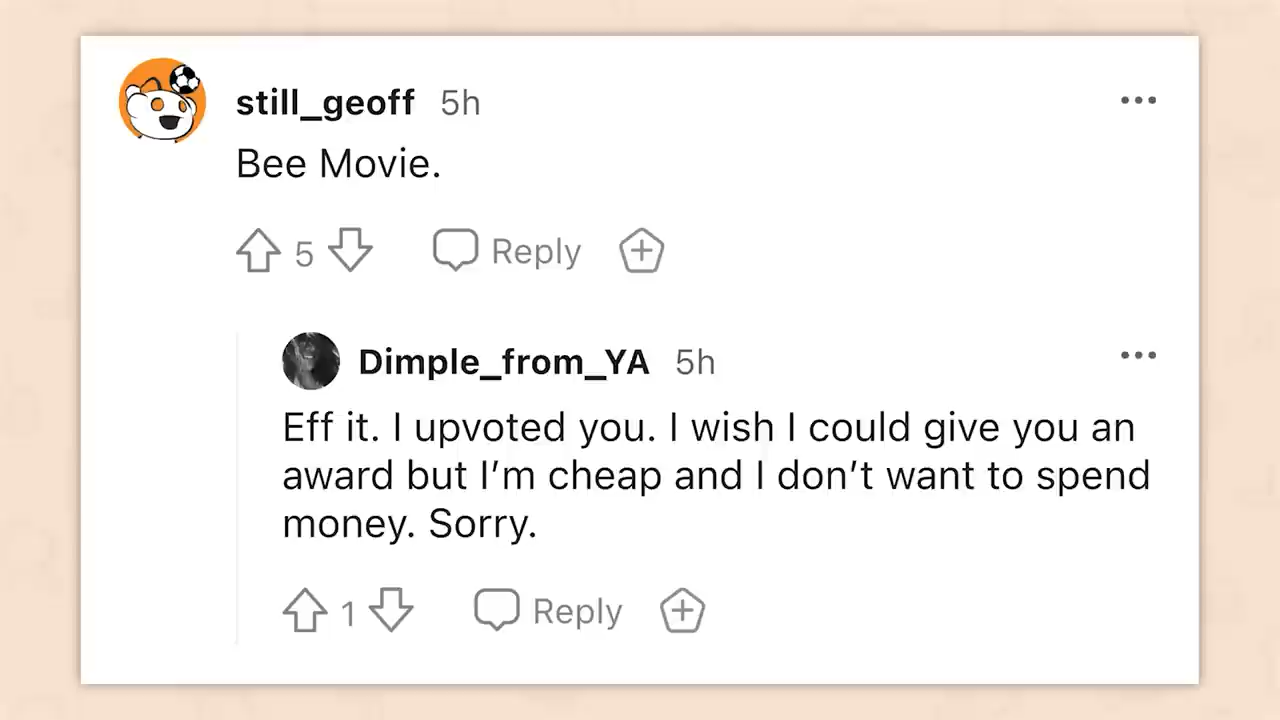 still_geoff 5h
Bee Movie.
5 Reply
Dimple_from_YA 5h
Eff it. I upvoted you. I wish I could give you an
award but I’m cheap and I don’t want to spend
money. Sorry.
1 Reply